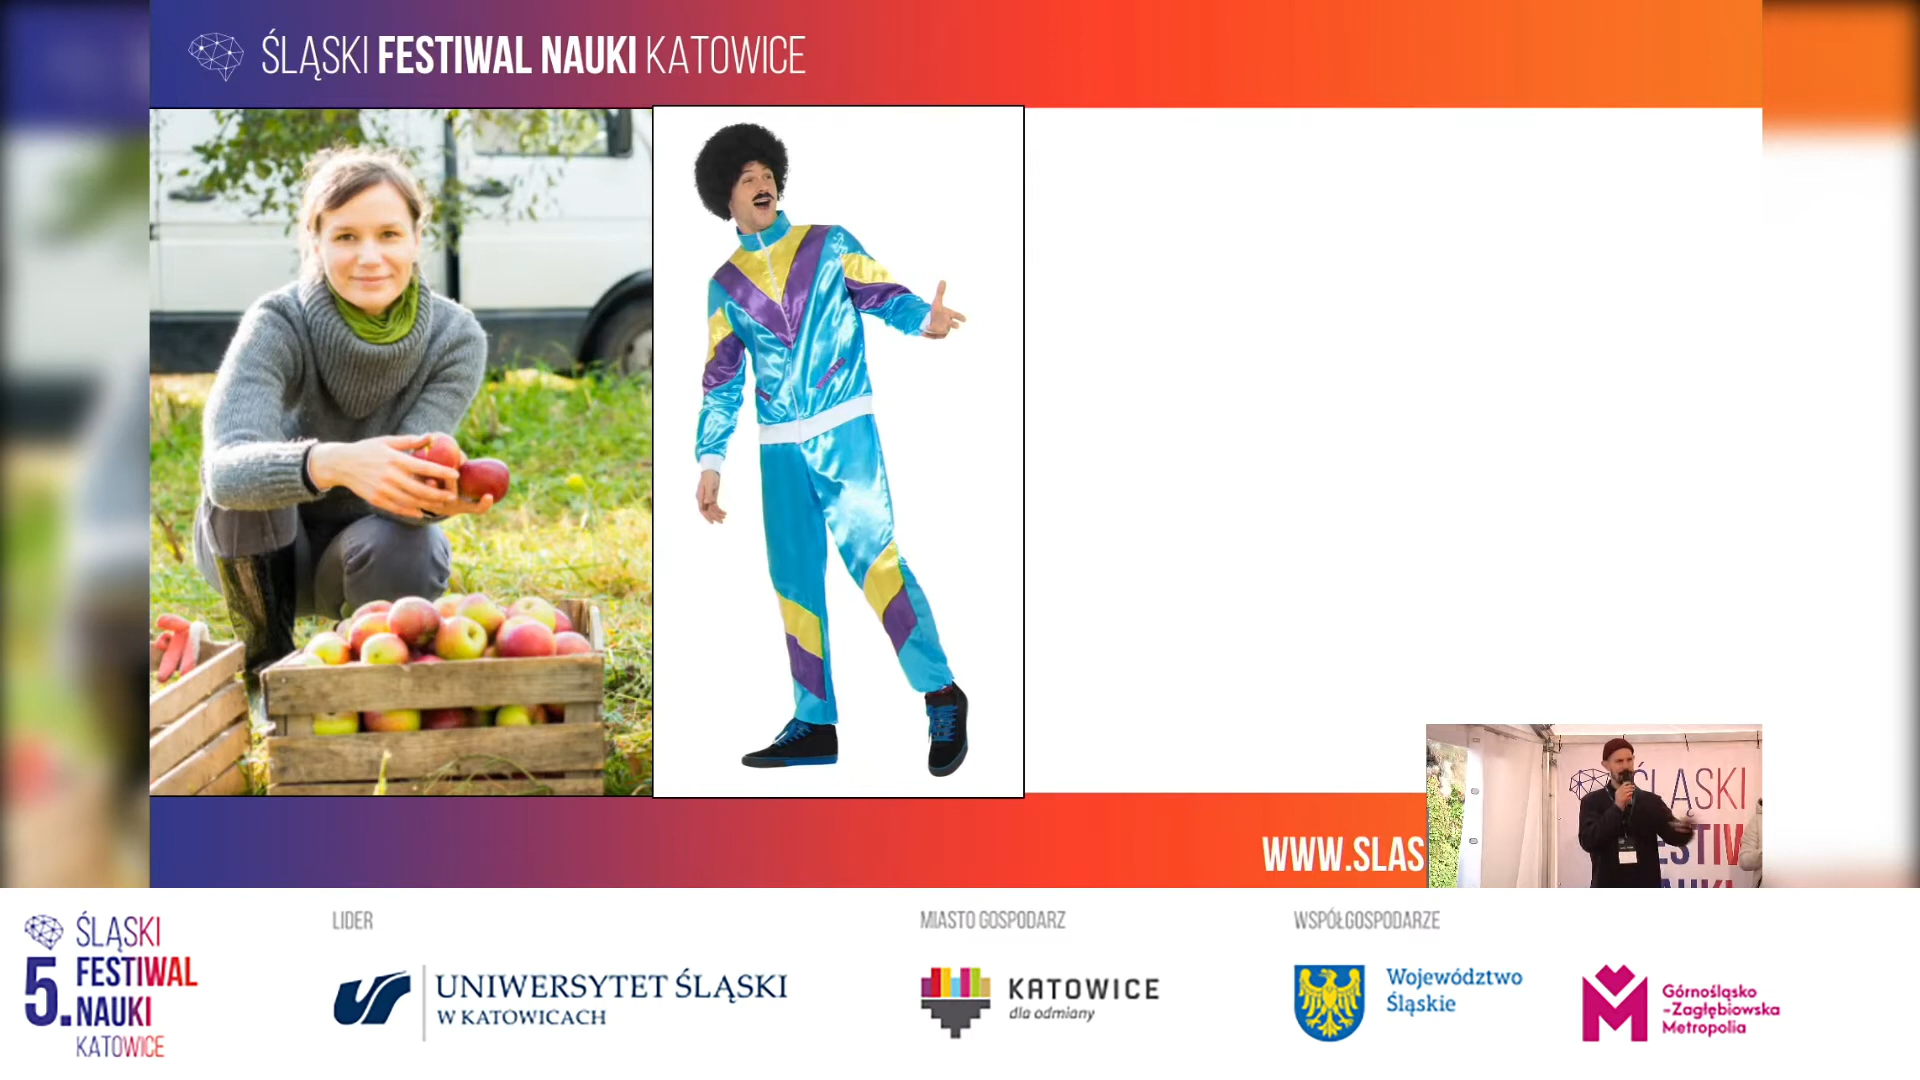 ŚLĄSKI FESTIWAL NAUKI KATOWICE
WWW.SLAS
ŚLĄSKI
ŚLĄSKI
5. FESTIWAL
NAUKI
KATOWICE
LIDER
UNIWERSYTET ŚLĄSKI
W KATOWICACH
MIASTO GOSPODARZ
KATOWICE
dla odmiany
WSPÓŁGOSPODARZE
Województwo
Śląskie
Górnośląsko
-Zagłębiowska
Metropolia